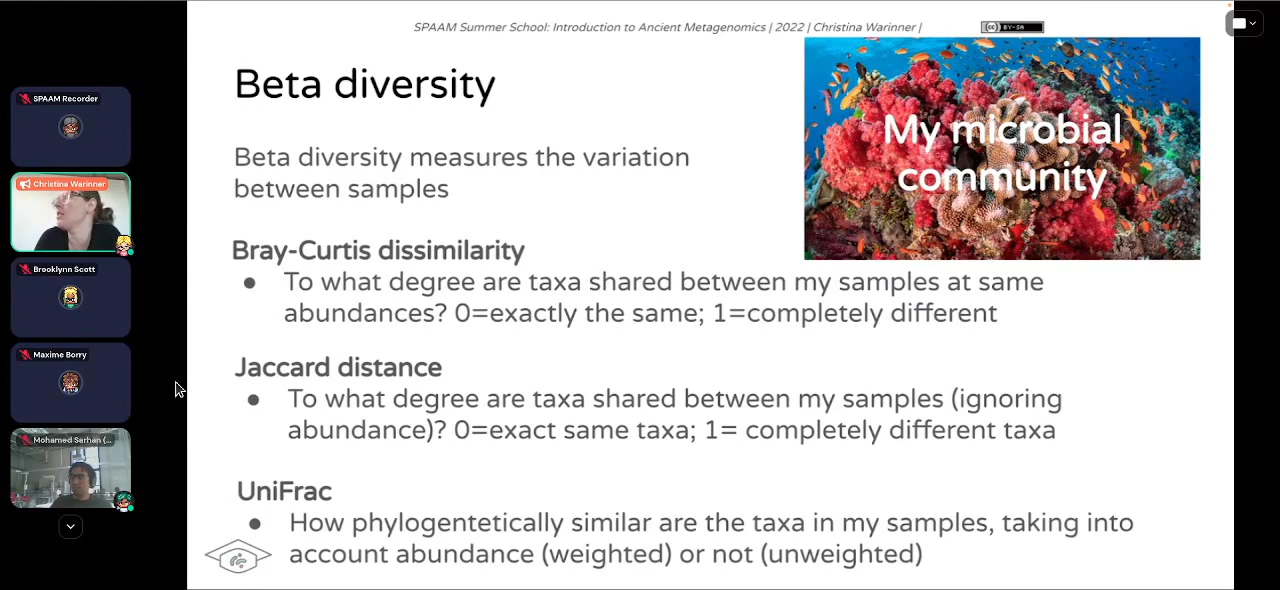 SPAAM Summer School: Introduction to Ancient Metagenomics | 2022 | Christina Warinner |
CC BY-SA
Beta diversity
My microbial
community
Beta diversity measures the variation
between samples
Bray-Curtis dissimilarity
● To what degree are taxa shared between my samples at same
abundances? 0=exactly the same; 1=completely different
Jaccard distance
● To what degree are taxa shared between my samples (ignoring
abundance)? 0=exact same taxa; 1= completely different taxa
UniFrac
● How phylogentetically similar are the taxa in my samples, taking into
account abundance (weighted) or not (unweighted)
SPAAM Recorder
Christina Warinner
Brooklynn Scott
Maxime Borry
Mohamed Sarhan (...